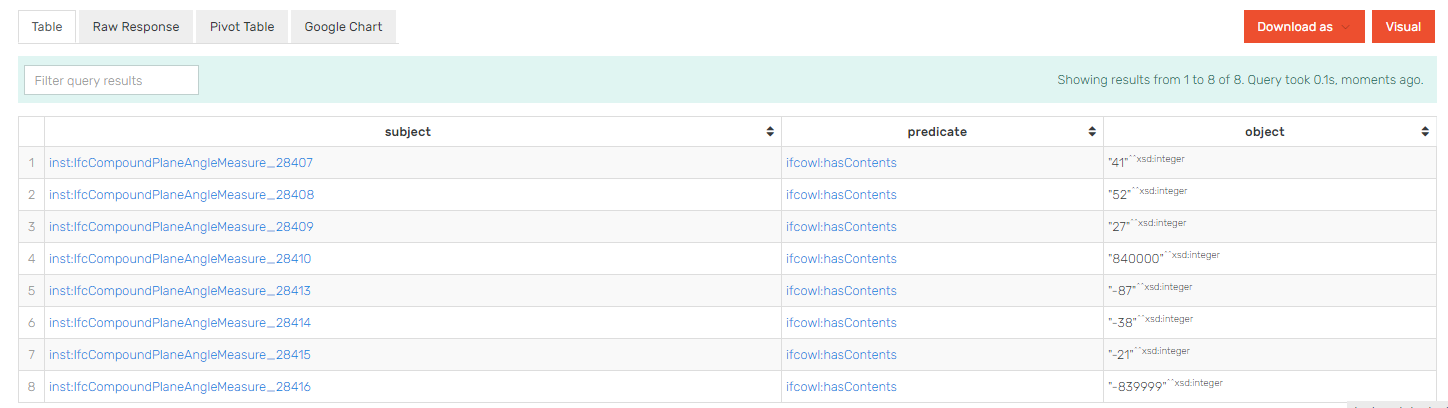 Table Raw Response Pivot Table Google Chart Download as Visual
Filter query results Showing results from 1 to 8 of 8. Query took 0.1s, moments ago.
subject predicate object
1 inst:IfcCompoundPlaneAngleMeasure_28407 ifcowl:hasContents "41"^^xsd:integer
2 inst:IfcCompoundPlaneAngleMeasure_28408 ifcowl:hasContents "52"^^xsd:integer
3 inst:IfcCompoundPlaneAngleMeasure_28409 ifcowl:hasContents "27"^^xsd:integer
4 inst:IfcCompoundPlaneAngleMeasure_28410 ifcowl:hasContents "840000"^^xsd:integer
5 inst:IfcCompoundPlaneAngleMeasure_28413 ifcowl:hasContents "-87"^^xsd:integer
6 inst:IfcCompoundPlaneAngleMeasure_28414 ifcowl:hasContents "-38"^^xsd:integer
7 inst:IfcCompoundPlaneAngleMeasure_28415 ifcowl:hasContents "-21"^^xsd:integer
8 inst:IfcCompoundPlaneAngleMeasure_28416 ifcowl:hasContents "-839999"^^xsd:integer